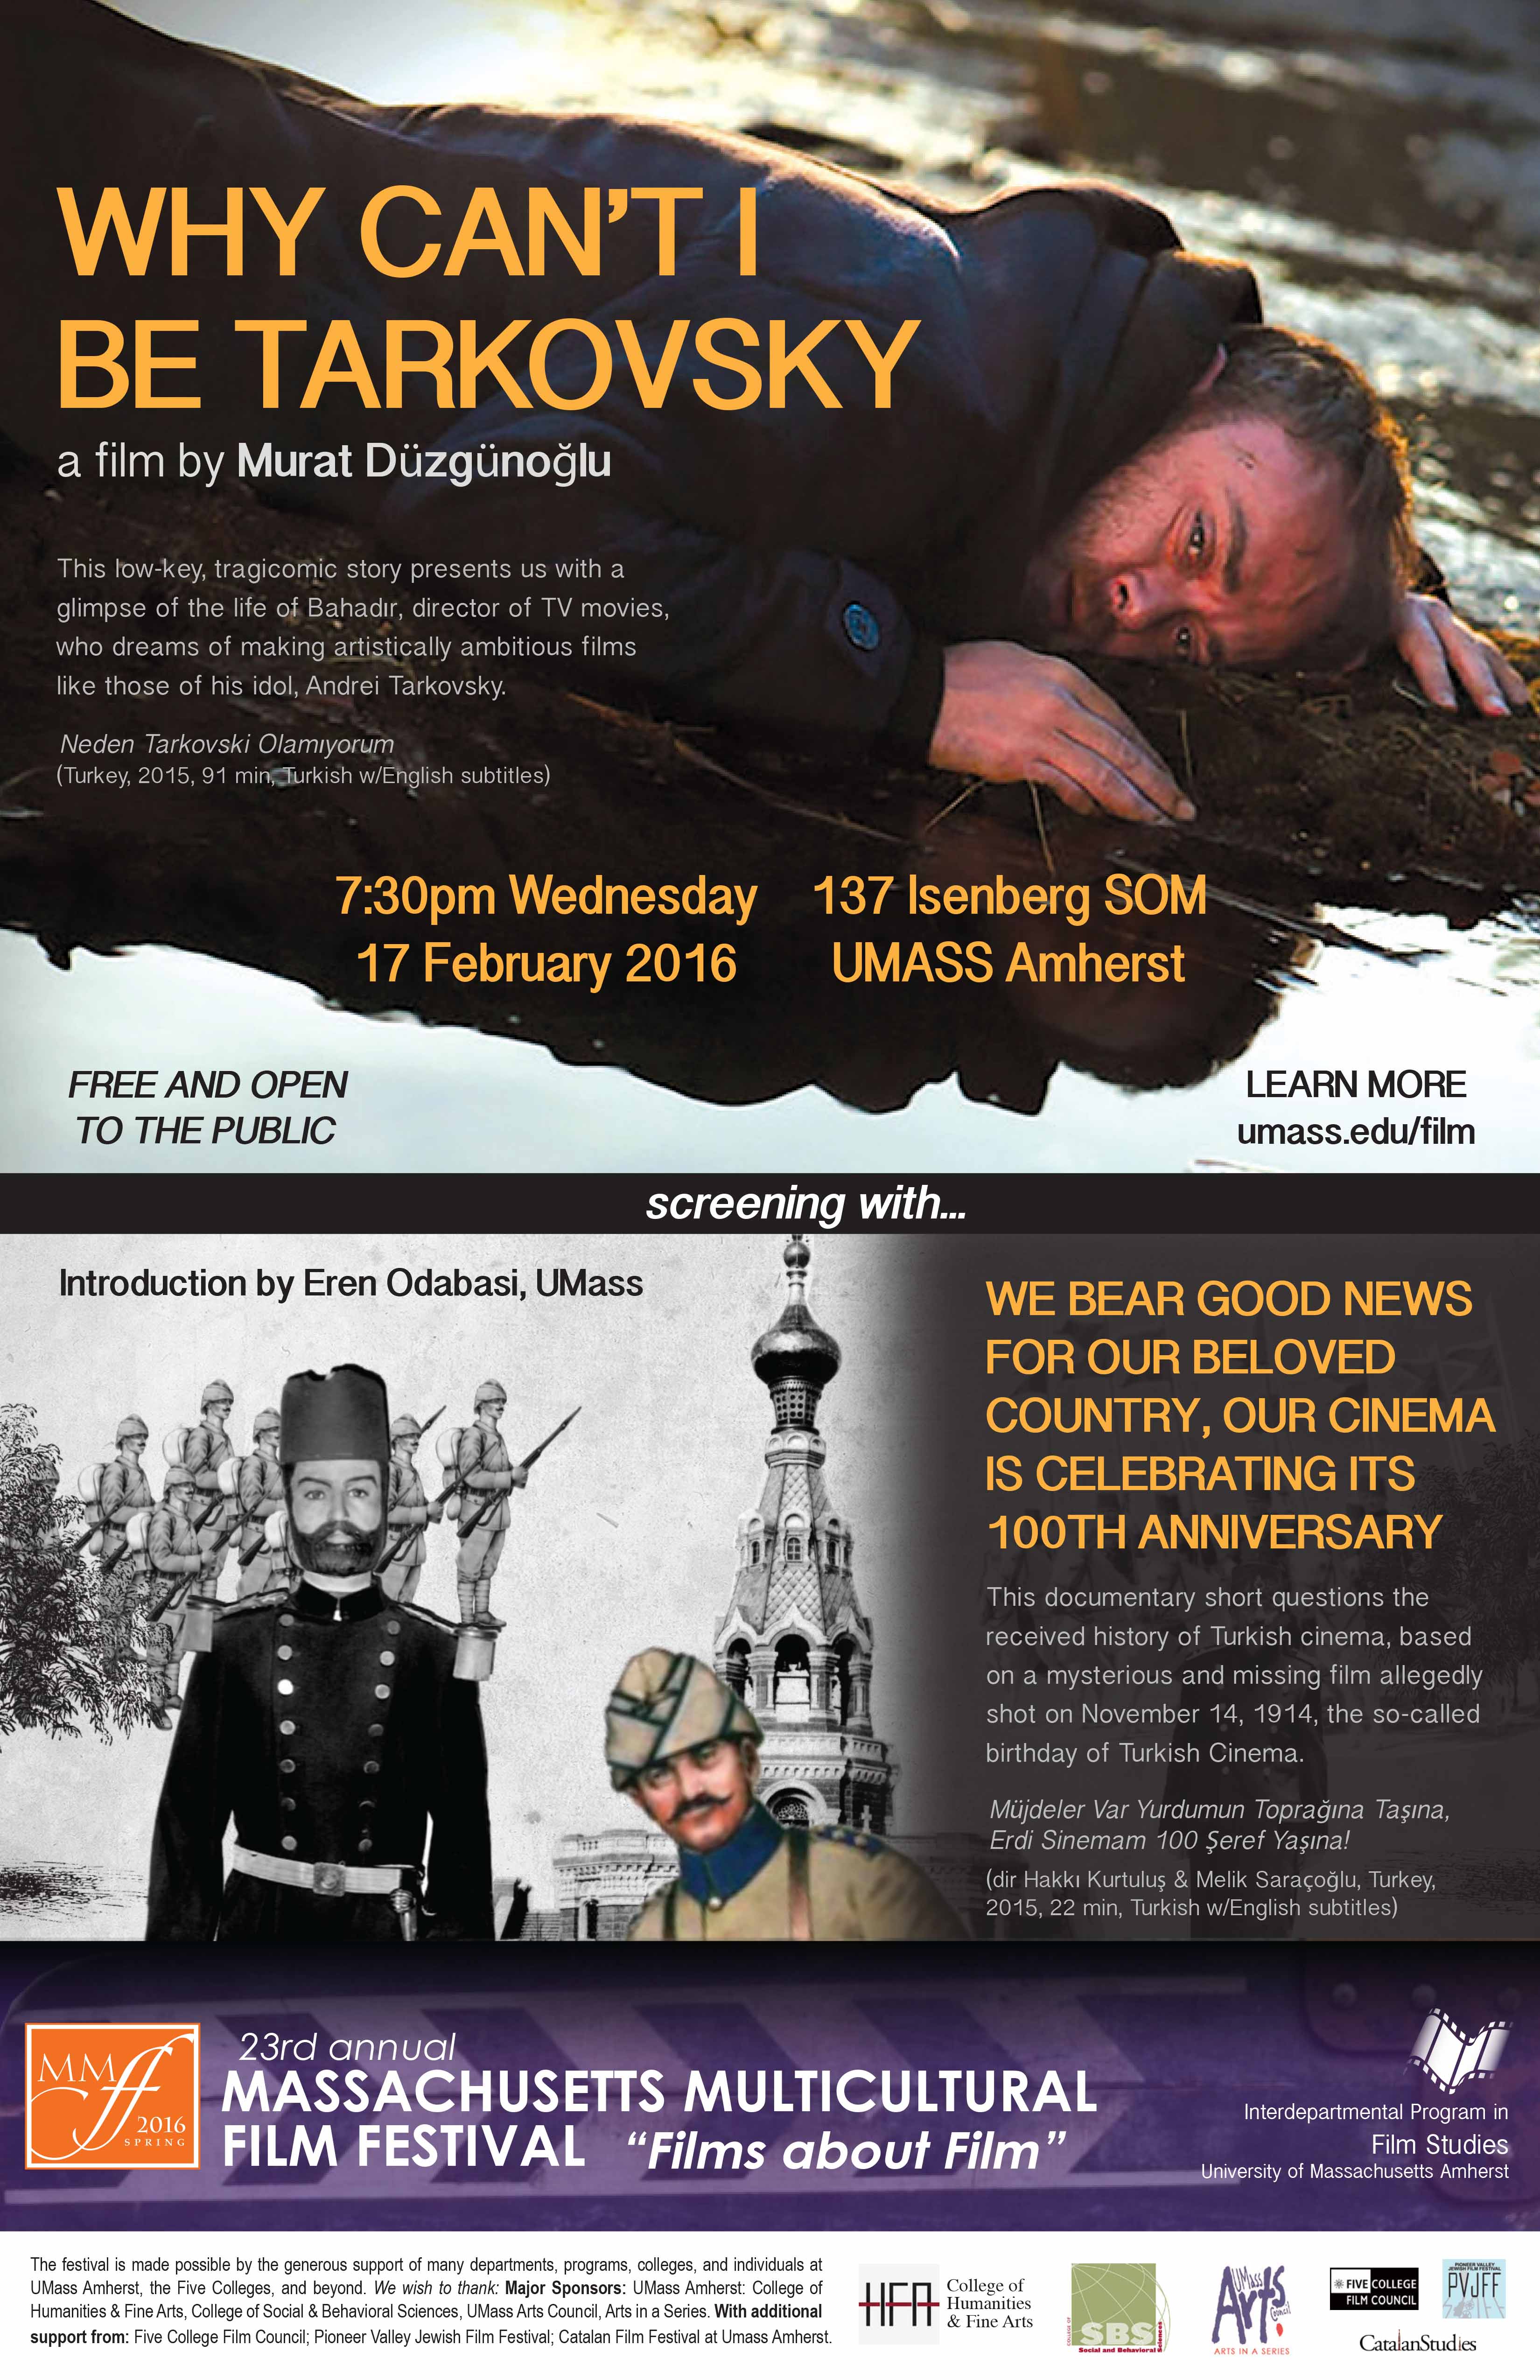 WHY CAN'T I
BE TARKOVSKY
a film by Murat Düzgünoğlu
This low-key, tragicomic story presents us with a
glimpse of the life of Bahadır, director of TV movies,
who dreams of making artistically ambitious films
like those of his idol, Andrei Tarkovsky.
Neden Tarkovski Olamıyorum
(Turkey, 2015, 91 min, Turkish w/English subtitles)
7:30pm Wednesday
17 February 2016
137 Isenberg SOM
UMASS Amherst
FREE AND OPEN
TO THE PUBLIC
LEARN MORE
umass.edu/film
screening with...
Introduction by Eren Odabasi, UMass
WE BEAR GOOD NEWS
FOR OUR BELOVED
COUNTRY, OUR CINEMA
IS CELEBRATING ITS
100TH ANNIVERSARY
This documentary short questions the
received history of Turkish cinema, based
on a mysterious and missing film allegedly
shot on November 14, 1914, the so-called
birthday of Turkish Cinema.
Müjdeler Var Yurdumun Toprağına Taşına,
Erdi Sinemam 100 Şeref Yaşına!
(dir Hakkı Kurtuluş & Melik Saraçoğlu, Turkey,
2015, 22 min, Turkish w/English subtitles)
MMff
2016
SPRING
23rd annual
MASSACHUSETTS MULTICULTURAL
FILM FESTIVAL "Films about Film"
Interdepartmental Program in
Film Studies
University of Massachusetts Amherst
The festival is made possible by the generous support of many departments, programs, colleges, and individuals at
UMass Amherst, the Five Colleges, and beyond. We wish to thank: Major Sponsors: UMass Amherst: College of
Humanities & Fine Arts, College of Social & Behavioral Sciences, UMass Arts Council, Arts in a Series. With additional
support from: Five College Film Council; Pioneer Valley Jewish Film Festival; Catalan Film Festival at Umass Amherst.
HFA
College of
Humanities
& Fine Arts
COLLEGE OF
SBS
Social and Behavioral
Sciences
UMass
Arts
Council
ARTS IN A SERIES
FIVE COLLEGE
FILM COUNCIL
PIONEER VALLEY
JEWISH FILM FESTIVAL
PVJFF
CatalanStudies